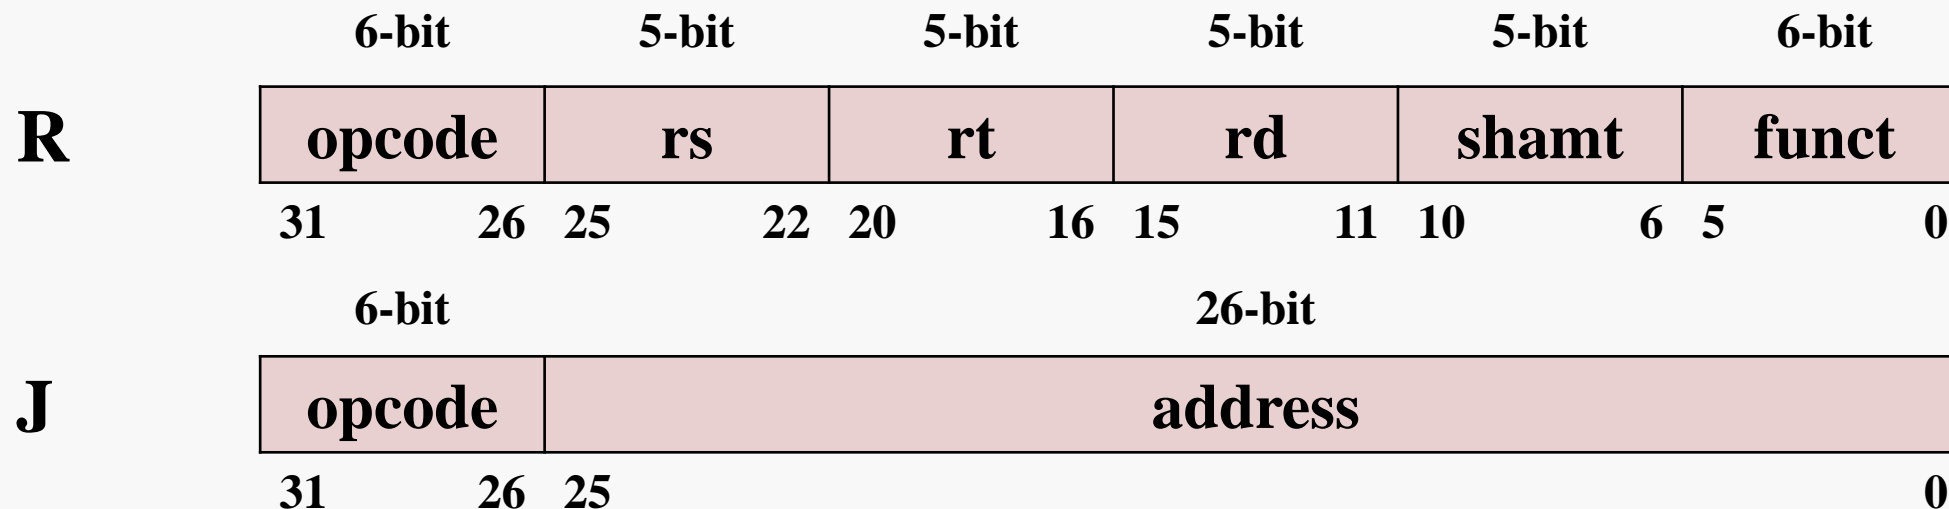 6-bit 5-bit 5-bit 5-bit 5-bit 6-bit
R opcode rs rt rd shamt funct
31 26 25 22 20 16 15 11 10 6 5 0
6-bit 26-bit
J opcode address
31 26 25 0